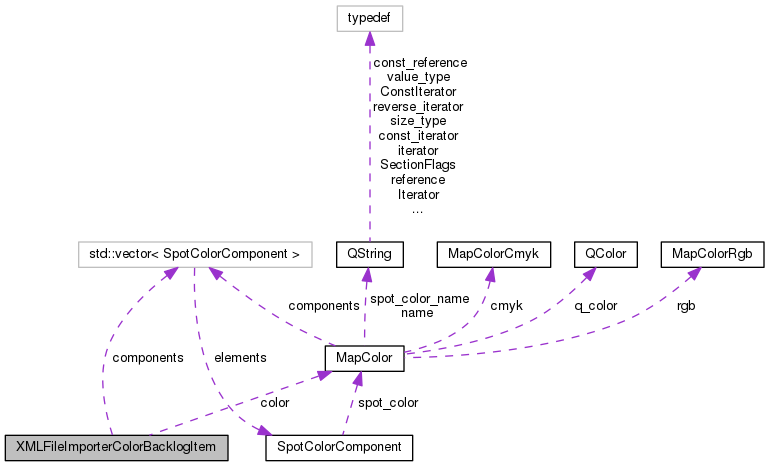 typedef
const_reference
value_type
ConstIterator
reverse_iterator
size_type
const_iterator
iterator
SectionFlags
reference
Iterator
...
std::vector< SpotColorComponent >
QString
MapColorCmyk
QColor
MapColorRgb
components
spot_color_name
name
cmyk
q_color
rgb
components
elements
MapColor
color
spot_color
XMLFileImporterColorBacklogItem
SpotColorComponent